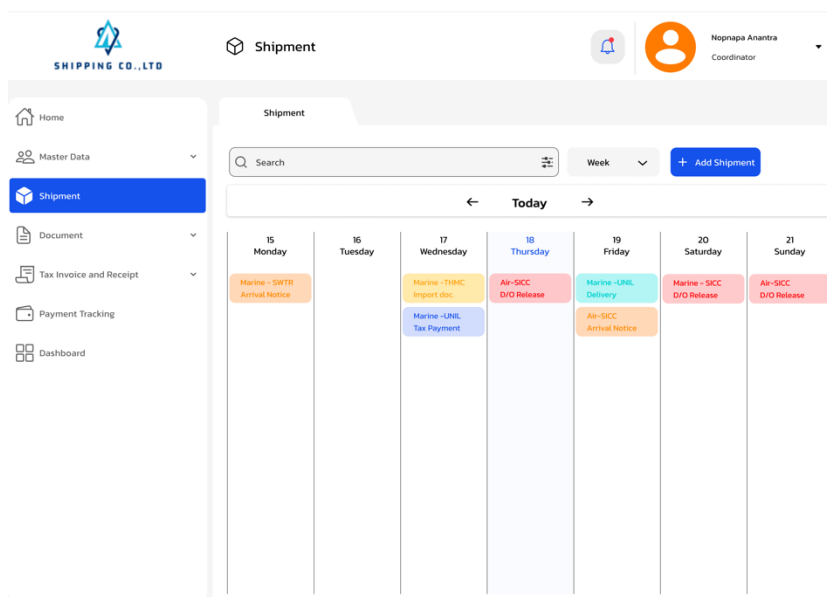 SHIPPING CO.,LTD
Shipment
Nopnapa Anantra
Coordinator
Home
Master Data
Shipment
Document
Tax Invoice and Receipt
Payment Tracking
Dashboard
Shipment
Search
Week
+ Add Shipment
← Today →
15
Monday
16
Tuesday
17
Wednesday
18
Thursday
19
Friday
20
Saturday
21
Sunday
Marine - SWTR
Arrival Notice
Marine -THMC
Import doc
Marine -UNIL
Tax Payment
Air-SICC
D/O Release
Marine -UNIL
Delivery
Air-SICC
Arrival Notice
Marine - SICC
D/O Release
Air-SICC
D/O Release